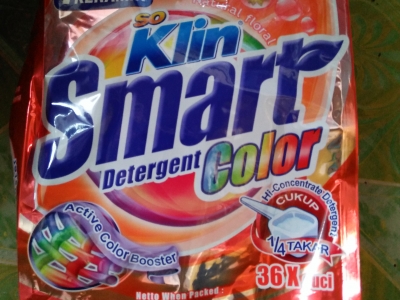 so
Klin
Smart
Detergent Color
Hi-Concentrate Detergent
CUKUP
1/4 TAKAR
Active Color Booster
36 X
Netto When Packed :